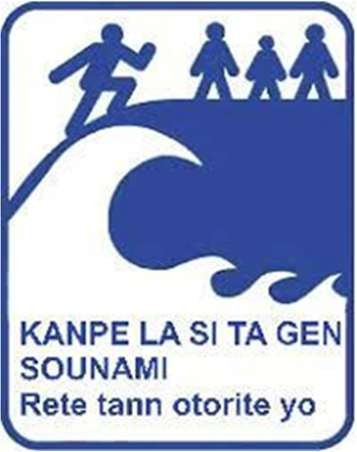 KANPE LA SI TA GEN
SOUNAMI
Rete tann otorite yo